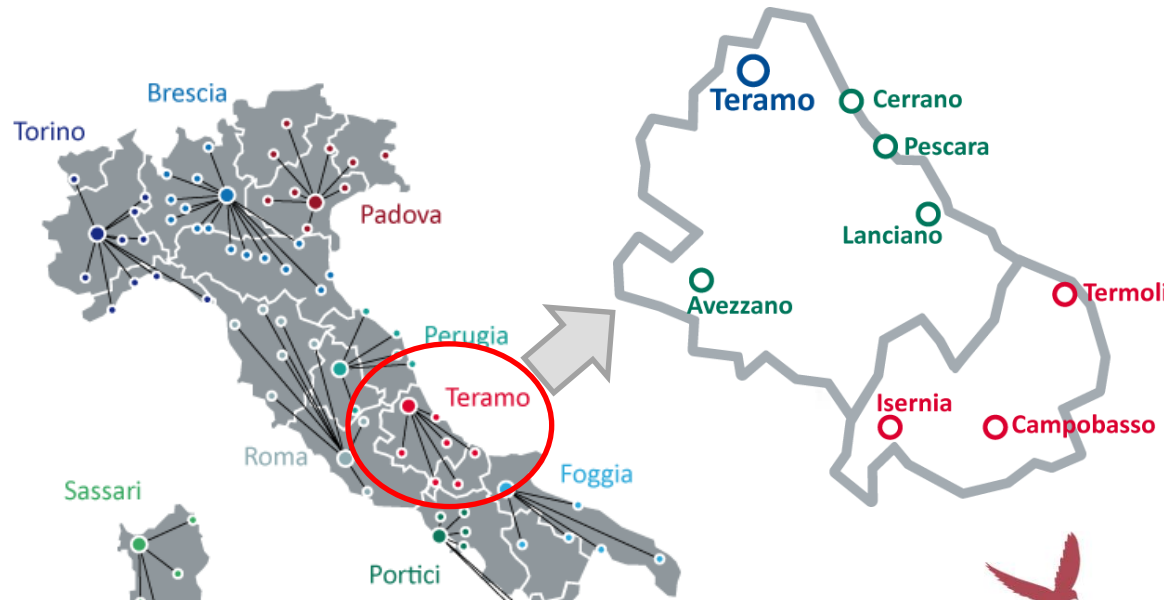 Brescia
Torino
Padova
Perugia
Teramo
Roma
Foggia
Sassari
Portici
Teramo
Cerrano
Pescara
Lanciano
Avezzano
Termoli
Isernia
Campobasso